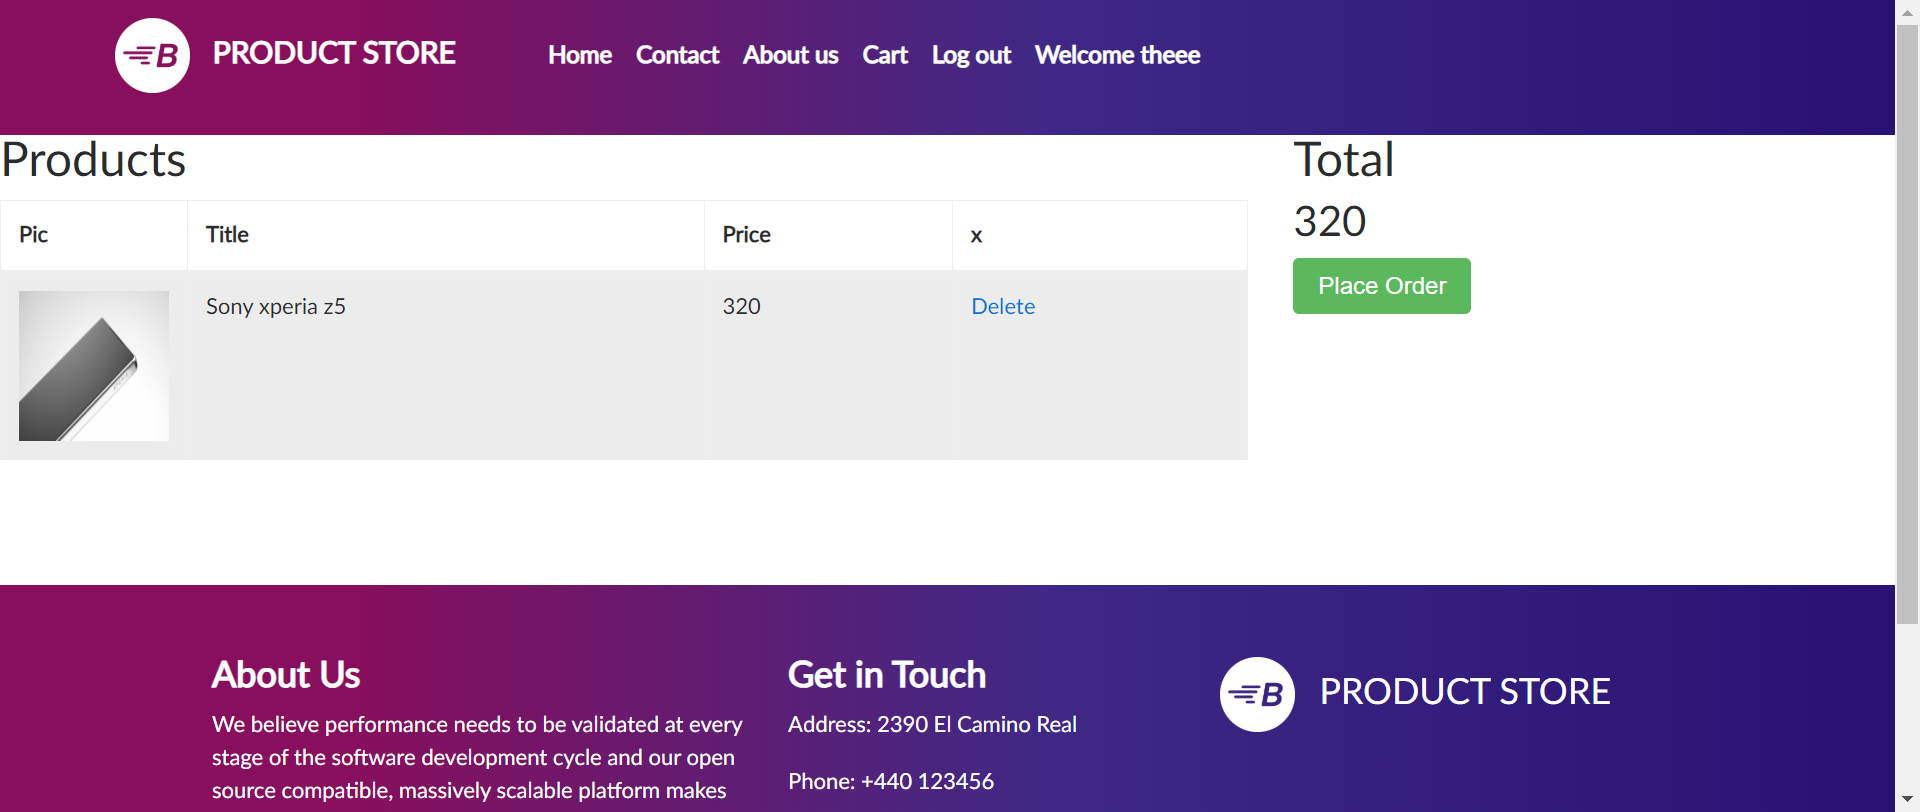 B PRODUCT STORE Home Contact About us Cart Log out Welcome theee
Products
Pic Title Price x
Sony xperia z5 320 Delete
Total
320
Place Order
About Us
We believe performance needs to be validated at every
stage of the software development cycle and our open
source compatible, massively scalable platform makes
Get in Touch
Address: 2390 El Camino Real
Phone: +440 123456
B PRODUCT STORE